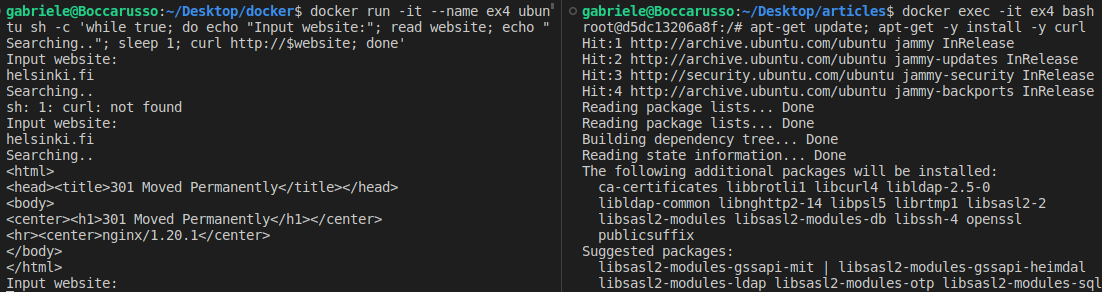 gabriele@Boccarusso:~/Desktop/docker$ docker run -it --name ex4 ubun
tu sh -c 'while true; do echo "Input website:"; read website; echo "
Searching.."; sleep 1; curl http://$website; done'
Input website:
helsinki.fi
Searching..
sh: 1: curl: not found
Input website:
helsinki.fi
Searching..
<html>
<head><title>301 Moved Permanently</title></head>
<body>
<center><h1>301 Moved Permanently</h1></center>
<hr><center>nginx/1.20.1</center>
</body>
</html>
Input website:
gabriele@Boccarusso:~/Desktop/articles$ docker exec -it ex4 bash
root@d5dc13206a8f:/# apt-get update; apt-get -y install -y curl
Hit:1 http://archive.ubuntu.com/ubuntu jammy InRelease
Hit:2 http://archive.ubuntu.com/ubuntu jammy-updates InRelease
Hit:3 http://security.ubuntu.com/ubuntu jammy-security InRelease
Hit:4 http://archive.ubuntu.com/ubuntu jammy-backports InRelease
Reading package lists... Done
Reading package lists... Done
Building dependency tree... Done
Reading state information... Done
The following additional packages will be installed:
  ca-certificates libbrotli1 libcurl4 libldap-2.5-0
  libldap-common libnghttp2-14 libpsl5 librtmp1 libsasl2-2
  libsasl2-modules libsasl2-modules-db libssh-4 openssl
  publicsuffix
Suggested packages:
  libsasl2-modules-gssapi-mit | libsasl2-modules-gssapi-heimdal
  libsasl2-modules-ldap libsasl2-modules-otp libsasl2-modules-sql